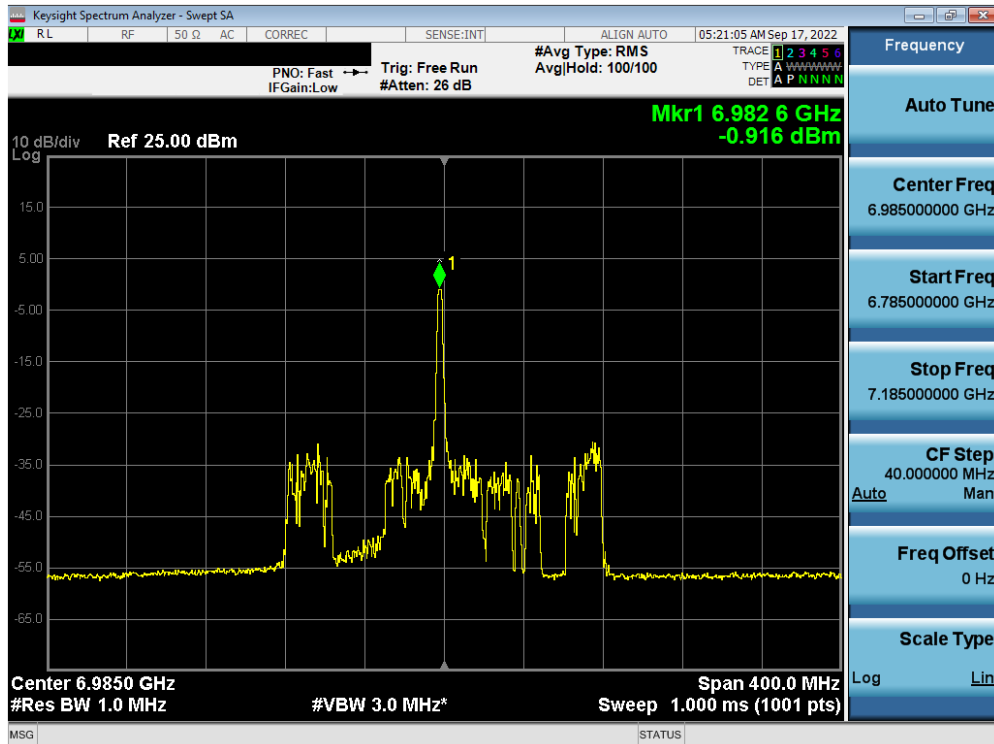 Keysight Spectrum Analyzer - Swept SA
LXI RL RF 50 Ω AC CORREC SENSE:INT ALIGN AUTO 05:21:05 AM Sep 17, 2022
PNO: Fast
IFGain:Low
Trig: Free Run
#Atten: 26 dB
#Avg Type: RMS
Avg|Hold: 100/100
TRACE 1 2 3 4 5 6
TYPE A WWWWW
DET A P N N N N
Mkr1 6.982 6 GHz
-0.916 dBm
10 dB/div Ref 25.00 dBm
Log
15.0
5.00
1
-5.00
-15.0
-25.0
-35.0
-45.0
-55.0
-65.0
Center 6.9850 GHz Span 400.0 MHz
#Res BW 1.0 MHz #VBW 3.0 MHz* Sweep 1.000 ms (1001 pts)
MSG STATUS
Frequency
Auto Tune
Center Freq
6.985000000 GHz
Start Freq
6.785000000 GHz
Stop Freq
7.185000000 GHz
CF Step
40.000000 MHz
Auto Man
Freq Offset
0 Hz
Scale Type
Log Lin